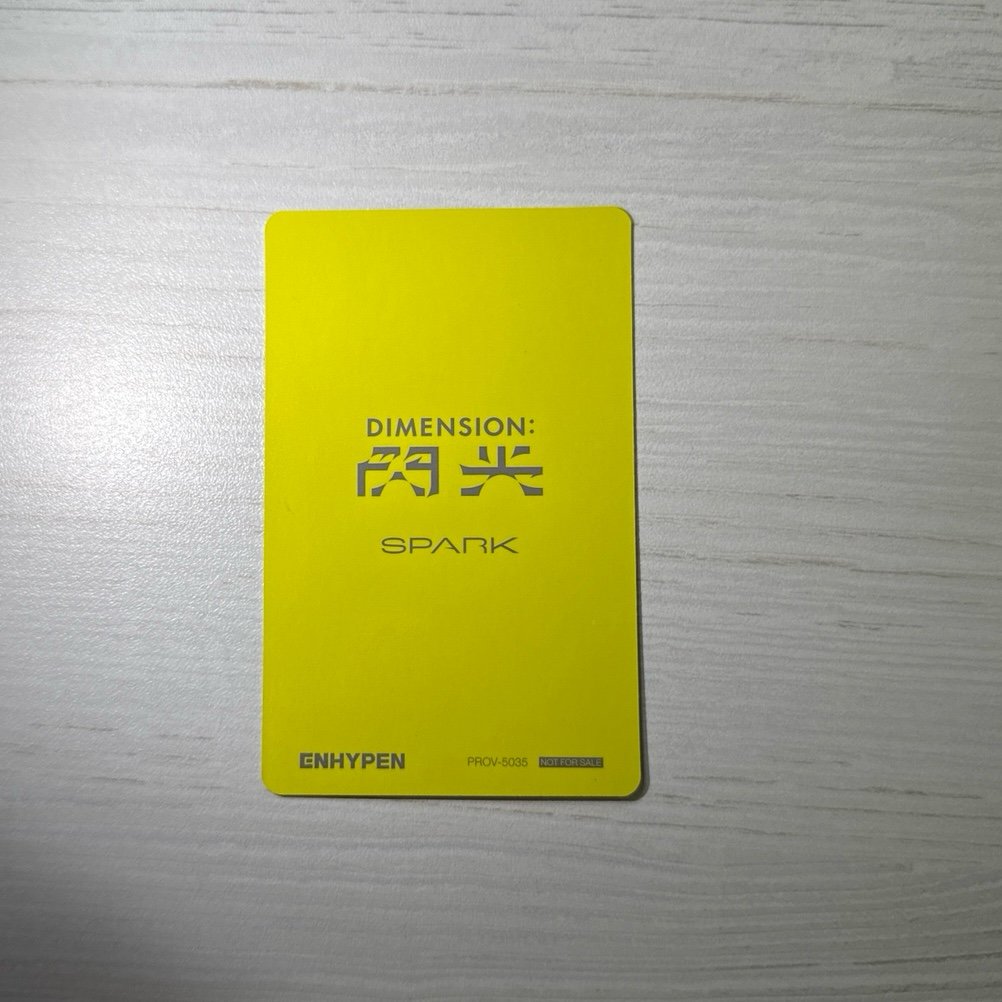 DIMENSION:
閃光
SPARK
ENHYPEN
PROV-5035 NOT FOR SALE